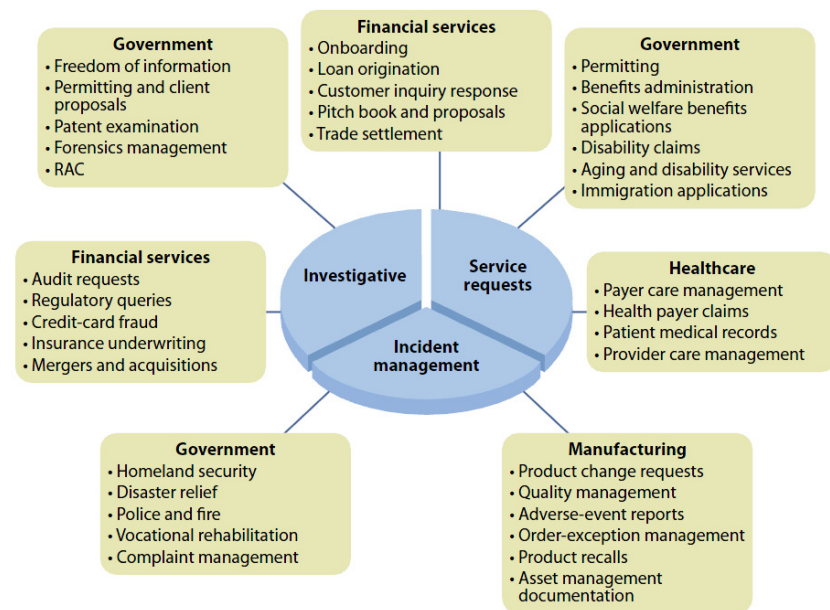 Government
• Freedom of information
• Permitting and client
proposals
• Patent examination
• Forensics management
• RAC
Financial services
• Onboarding
• Loan origination
• Customer inquiry response
• Pitch book and proposals
• Trade settlement
Government
• Permitting
• Benefits administration
• Social welfare benefits
applications
• Disability claims
• Aging and disability services
• Immigration applications
Financial services
• Audit requests
• Regulatory queries
• Credit-card fraud
• Insurance underwriting
• Mergers and acquisitions
Investigative
Service
requests
Incident
management
Healthcare
• Payer care management
• Health payer claims
• Patient medical records
• Provider care management
Government
• Homeland security
• Disaster relief
• Police and fire
• Vocational rehabilitation
• Complaint management
Manufacturing
• Product change requests
• Quality management
• Adverse-event reports
• Order-exception management
• Product recalls
• Asset management
documentation